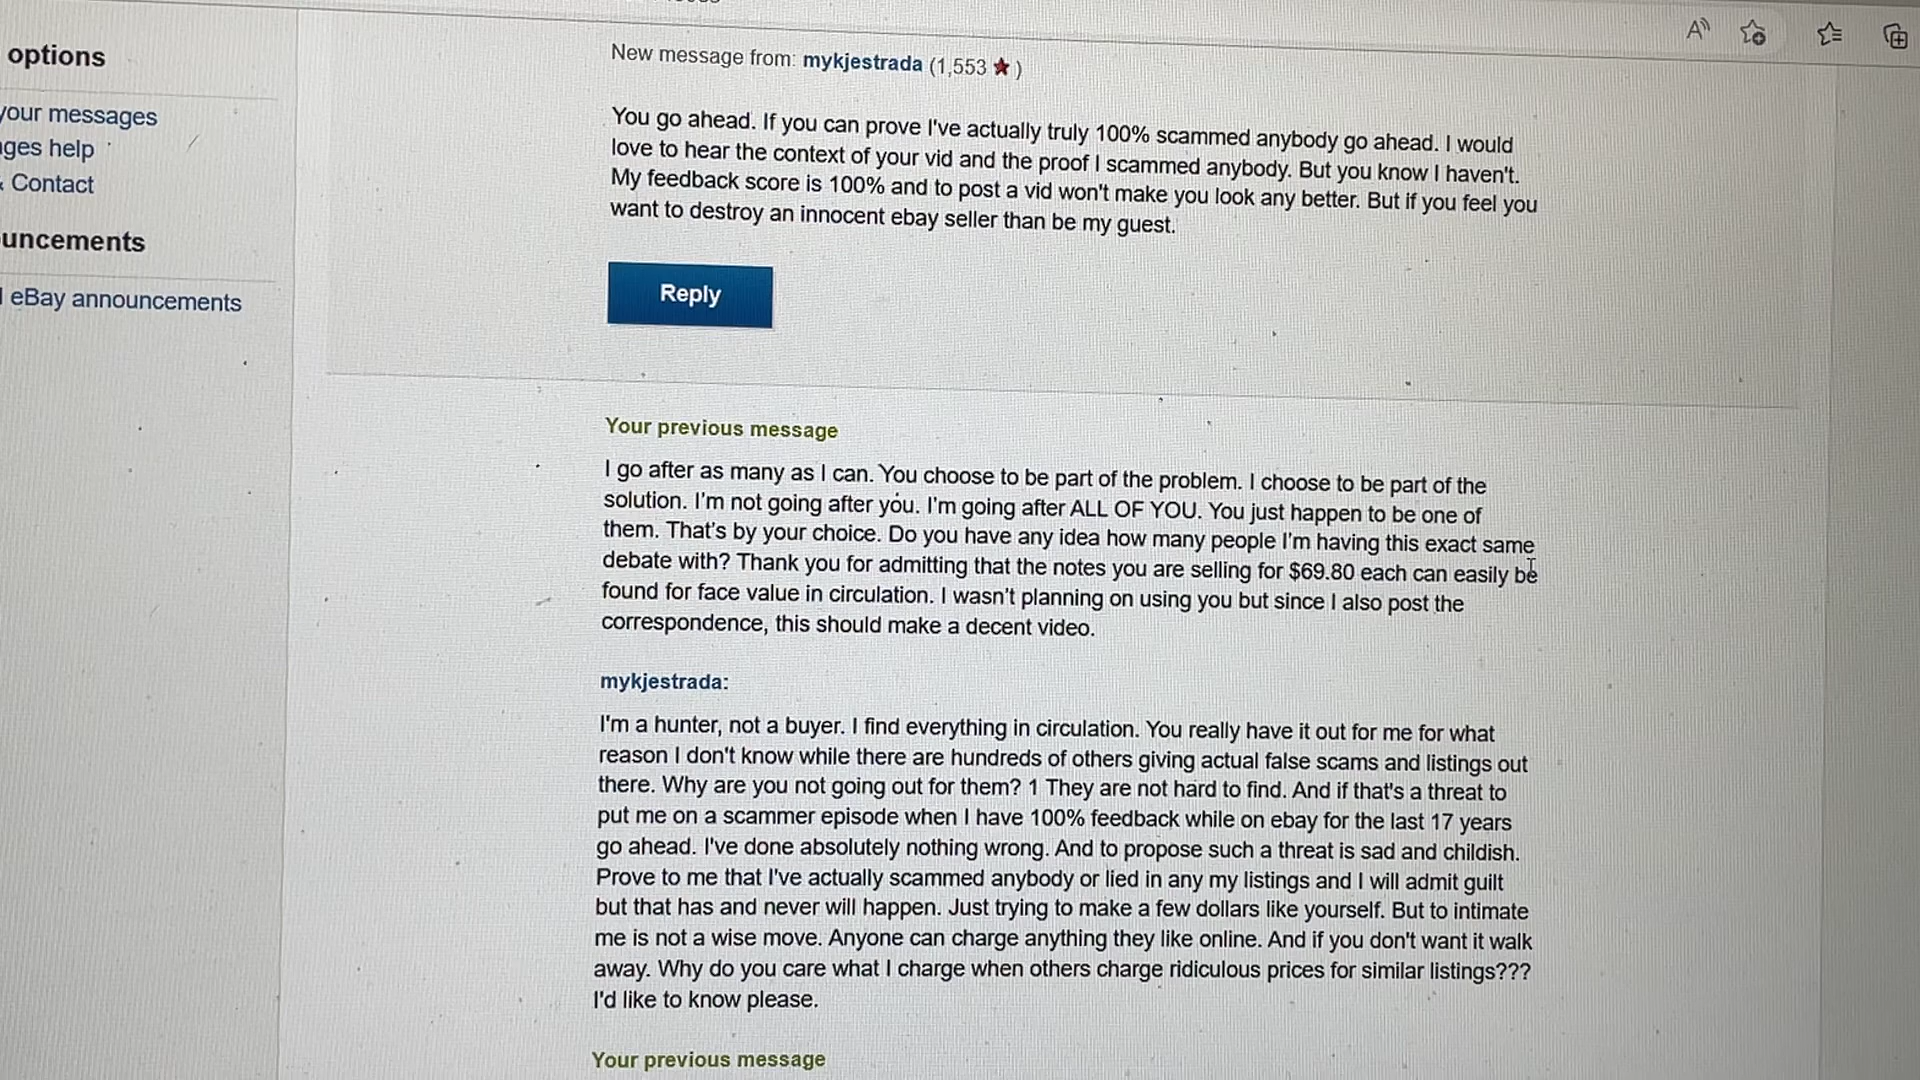 options
your messages
ges help
Contact
uncements
eBay announcements
New message from: mykjestrada (1,553 ★)
You go ahead. If you can prove I've actually truly 100% scammed anybody go ahead. I would
love to hear the context of your vid and the proof I scammed anybody. But you know I haven't.
My feedback score is 100% and to post a vid won't make you look any better. But if you feel you
want to destroy an innocent ebay seller than be my guest.
Reply
Your previous message
I go after as many as I can. You choose to be part of the problem. I choose to be part of the
solution. I'm not going after you. I'm going after ALL OF YOU. You just happen to be one of
them. That's by your choice. Do you have any idea how many people I'm having this exact same
debate with? Thank you for admitting that the notes you are selling for $69.80 each can easily be
found for face value in circulation. I wasn't planning on using you but since I also post the
correspondence, this should make a decent video.
mykjestrada:
I'm a hunter, not a buyer. I find everything in circulation. You really have it out for me for what
reason I don't know while there are hundreds of others giving actual false scams and listings out
there. Why are you not going out for them? 1 They are not hard to find. And if that's a threat to
put me on a scammer episode when I have 100% feedback while on ebay for the last 17 years
go ahead. I've done absolutely nothing wrong. And to propose such a threat is sad and childish.
Prove to me that I've actually scammed anybody or lied in any my listings and I will admit guilt
but that has and never will happen. Just trying to make a few dollars like yourself. But to intimate
me is not a wise move. Anyone can charge anything they like online. And if you don't want it walk
away. Why do you care what I charge when others charge ridiculous prices for similar listings???
I'd like to know please.
Your previous message